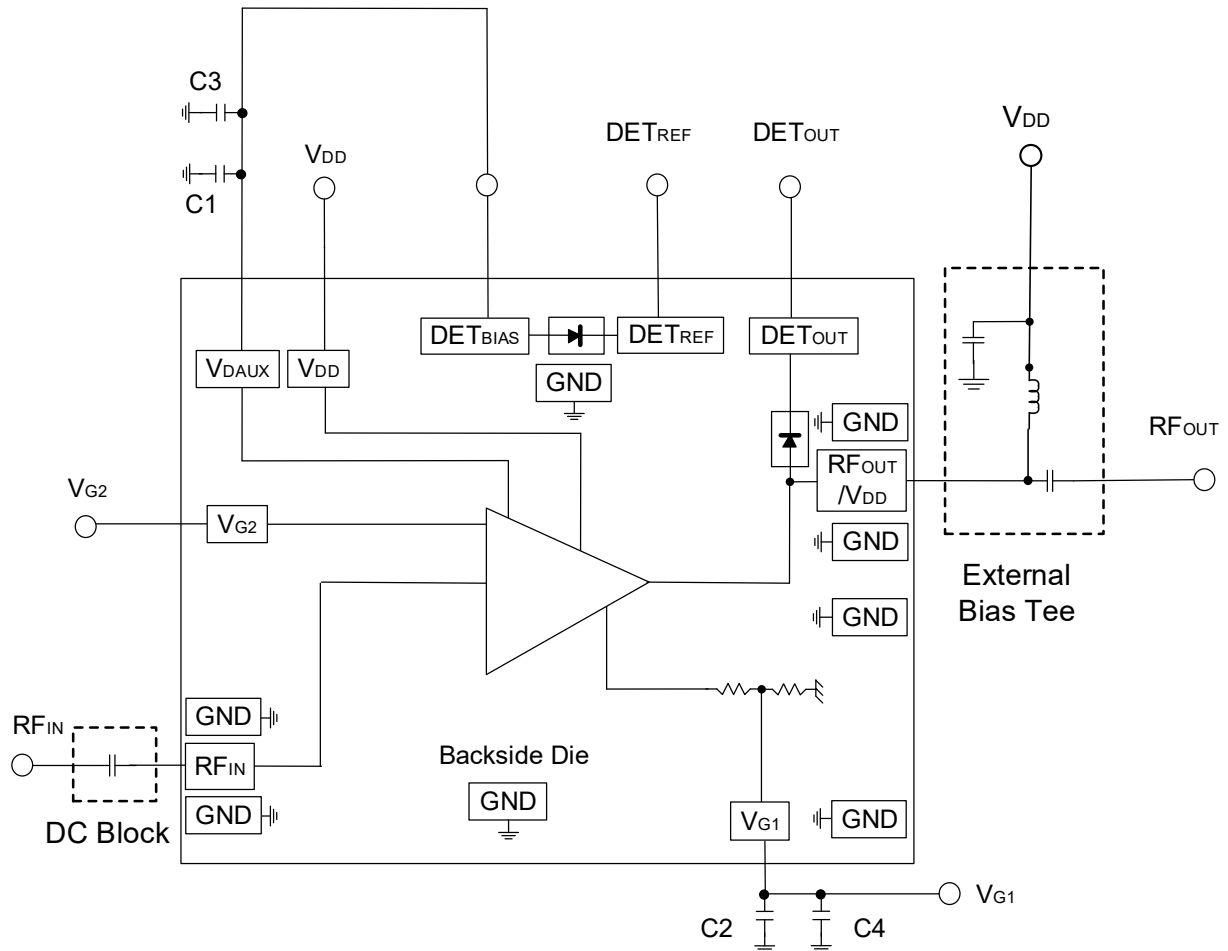 C3
C1
VDD
DETREF
DETOUT
VDD
VDAUX
VDD
DETBIAS
DETREF
DETOUT
GND
GND
RFOUT
/VDD
RFOUT
VG2
VG2
GND
External
Bias Tee
GND
GND
RFIN
RFIN
GND
DC Block
Backside Die
GND
VG1
GND
VG1
C2
C4